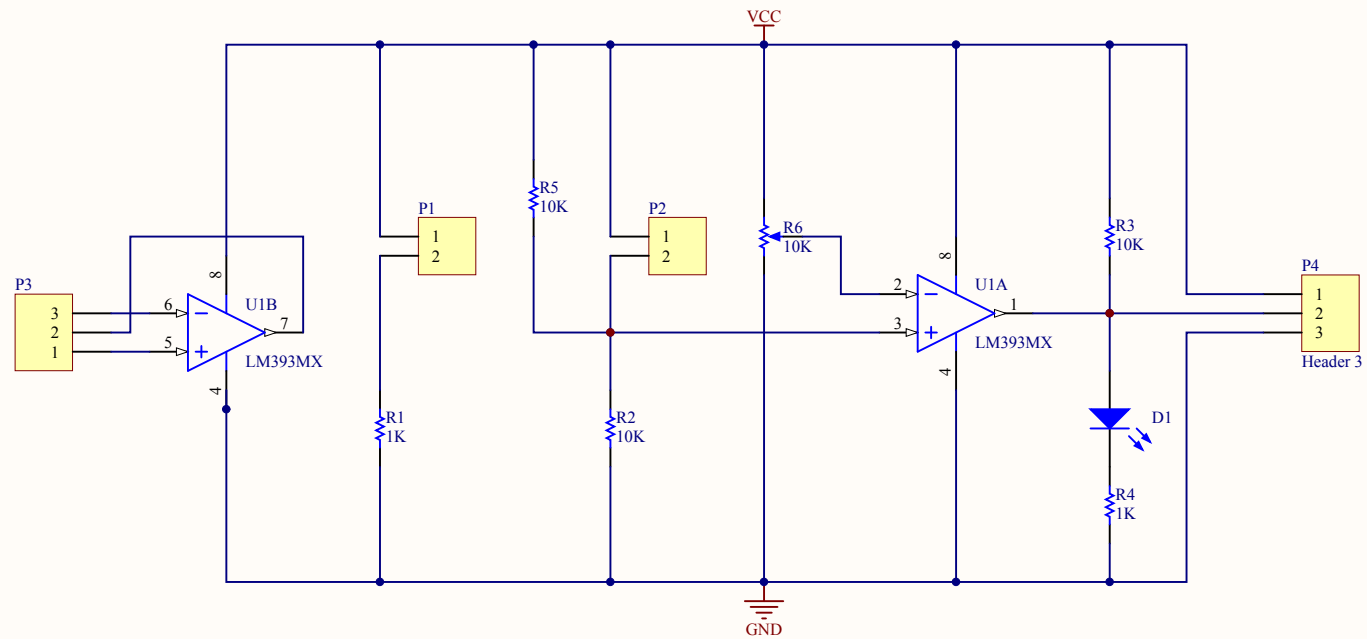 VCC
R5
10K
P1
1
2
P2
1
2
R6
10K
R3
10K
P3
3
2
1
6
5
8
4
7
U1B
LM393MX
2
3
8
4
1
U1A
LM393MX
P4
1
2
3
Header 3
R1
1K
R2
10K
D1
R4
1K
GND